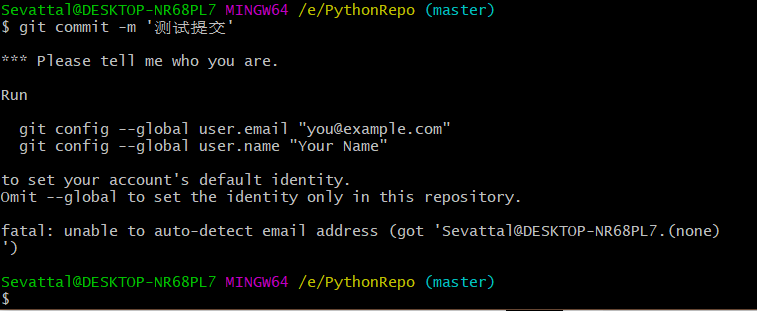 Sevattal@DESKTOP-NR68PL7 MINGW64 /e/PythonRepo (master)
$ git commit -m '测试提交'
*** Please tell me who you are.
Run
git config --global user.email "you@example.com"
git config --global user.name "Your Name"
to set your account's default identity.
Omit --global to set the identity only in this repository.
fatal: unable to auto-detect email address (got 'Sevattal@DESKTOP-NR68PL7.(none)
')
Sevattal@DESKTOP-NR68PL7 MINGW64 /e/PythonRepo (master)
$